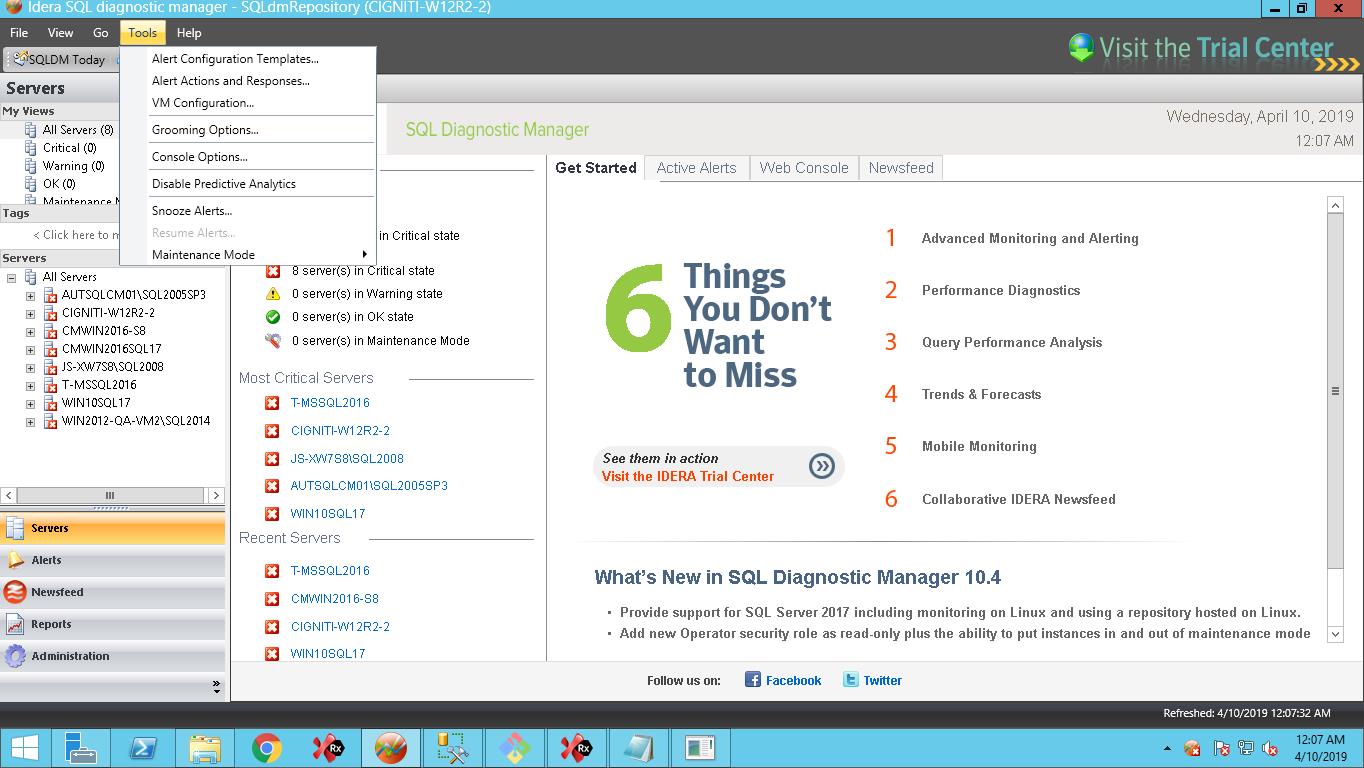 Idera SQL diagnostic manager - SQLdmRepository (CIGNITI-W12R2-2)
File View Go Tools Help
Visit the Trial Center
SQLDM Today
Alert Configuration Templates...
Alert Actions and Responses...
VM Configuration...
Grooming Options...
Console Options...
Disable Predictive Analytics
Snooze Alerts...
Resume Alerts...
Maintenance Mode
Servers
My Views
All Servers (8)
Critical (0)
Warning (0)
OK (0)
Maintenance M
Tags
< Click here to m
Servers
All Servers
AUTSQLCM01\SQL2005SP3
CIGNITI-W12R2-2
CMWIN2016-S8
CMWIN2016SQL17
JS-XW7S8\SQL2008
T-MSSQL2016
WIN10SQL17
WIN2012-QA-VM2\SQL2014
Servers
Alerts
Newsfeed
Reports
Administration
SQL Diagnostic Manager
Wednesday, April 10, 2019
12:07 AM
in Critical state
8 server(s) in Critical state
0 server(s) in Warning state
0 server(s) in OK state
0 server(s) in Maintenance Mode
Most Critical Servers
T-MSSQL2016
CIGNITI-W12R2-2
JS-XW7S8\SQL2008
AUTSQLCM01\SQL2005SP3
WIN10SQL17
Recent Servers
T-MSSQL2016
CMWIN2016-S8
CIGNITI-W12R2-2
WIN10SQL17
Get Started Active Alerts Web Console Newsfeed
6 Things
You Don't
Want
to Miss
See them in action
Visit the IDERA Trial Center
1 Advanced Monitoring and Alerting
2 Performance Diagnostics
3 Query Performance Analysis
4 Trends & Forecasts
5 Mobile Monitoring
6 Collaborative IDERA Newsfeed
What's New in SQL Diagnostic Manager 10.4
• Provide support for SQL Server 2017 including monitoring on Linux and using a repository hosted on Linux.
• Add new Operator security role as read-only plus the ability to put instances in and out of maintenance mode
Follow us on: Facebook Twitter
Refreshed: 4/10/2019 12:07:32 AM
Rx
Rx
12:07 AM
4/10/2019